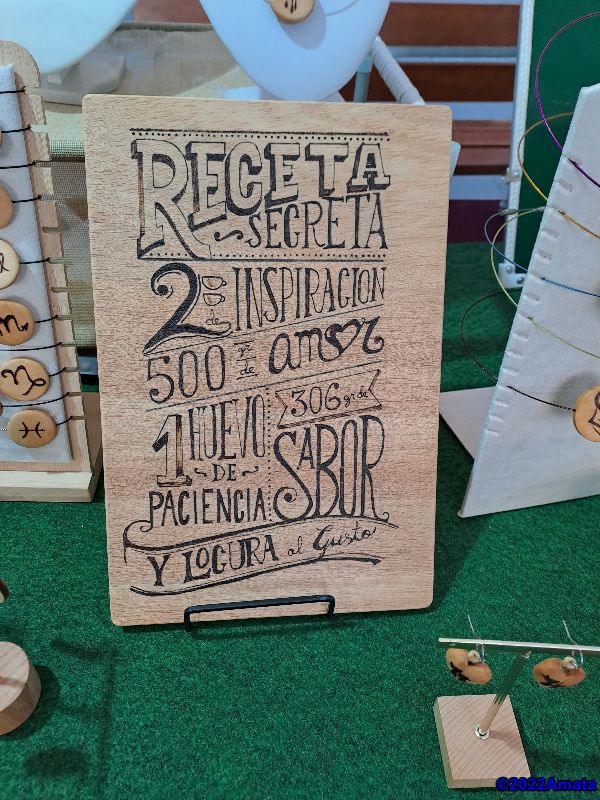 RECETA
SECRETA
2 de INSPIRACION
500 de amor
1 HUEVO
DE
PACIENCIA
306 gr de
SABOR
Y LOCURA al Gusto
©2022Amata